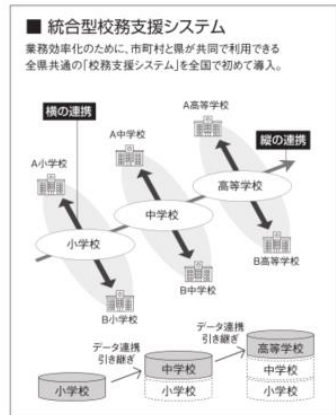 ■ 統合型校務支援システム
業務効率化のために、市町村と県が共同で利用できる
全県共通の「校務支援システム」を全国で初めて導入。
横の連携
A高等学校
A中学校
縦の連携
A小学校
高等学校
中学校
小学校
B高等学校
B中学校
B小学校
データ連携
引き継ぎ
データ連携
引き継ぎ
高等学校
中学校
中学校
小学校
小学校
小学校